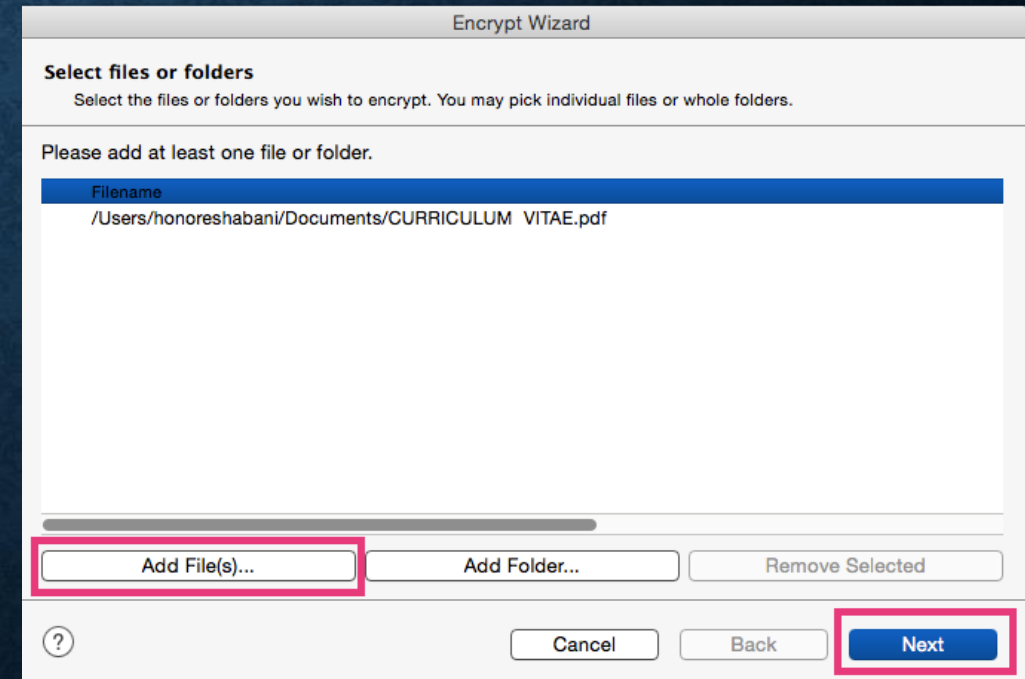 Encrypt Wizard
Select files or folders
Select the files or folders you wish to encrypt. You may pick individual files or whole folders.
Please add at least one file or folder.
Filename
/Users/honoreshabani/Documents/CURRICULUM  VITAE.pdf
Add File(s)... Add Folder... Remove Selected
? Cancel Back Next